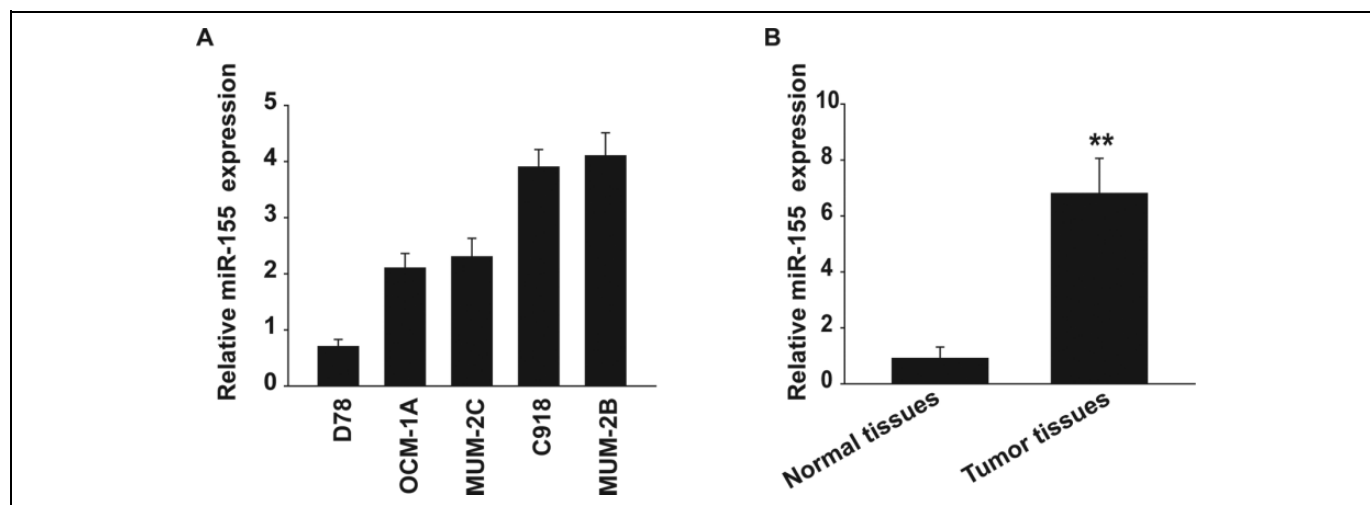 A
Relative miR-155 expression
5
4
3
2
1
0
D78
OCM-1A
MUM-2C
C918
MUM-2B
B
Relative miR-155 expression
10
8
6
4
2
0
**
Normal tissues
Tumor tissues